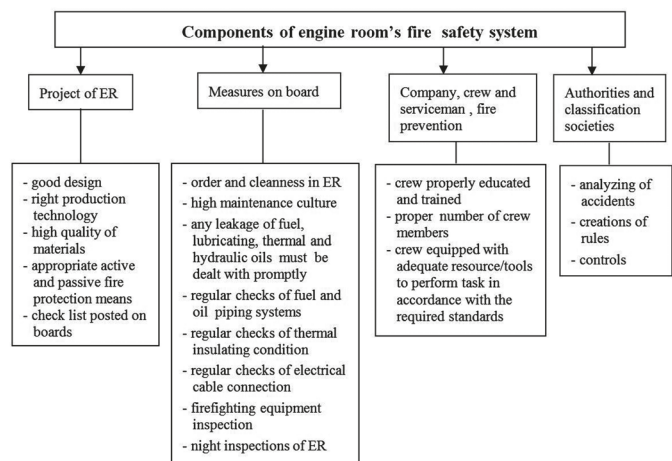 Components of engine room's fire safety system
Project of ER
- good design
- right production
technology
- high quality of
materials
- appropriate active
and passive fire
protection means
- check list posted on
boards
Measures on board
- order and cleanness in ER
- high maintenance culture
- any leakage of fuel,
lubricating, thermal and
hydraulic oils must be
dealt with promptly
- regular checks of fuel and
oil piping systems
- regular checks of thermal
insulating condition
- regular checks of electrical
cable connection
- firefighting equipment
inspection
- night inspections of ER
Company, crew and
serviceman , fire
prevention
- crew properly educated
and trained
- proper number of crew
members
- crew equipped with
adequate resource/tools
to perform task in
accordance with the
required standards
Authorities and
classification
societies
- analyzing of
accidents
- creations of
rules
- controls